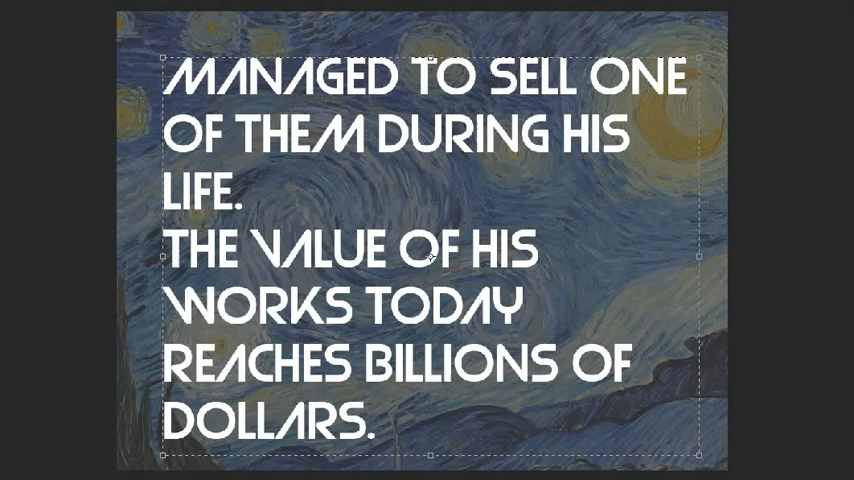 MANAGED TO SELL ONE
OF THEM DURING HIS
LIFE.
THE VALUE OF HIS
WORKS TODAY
REACHES BILLIONS OF
DOLLARS.